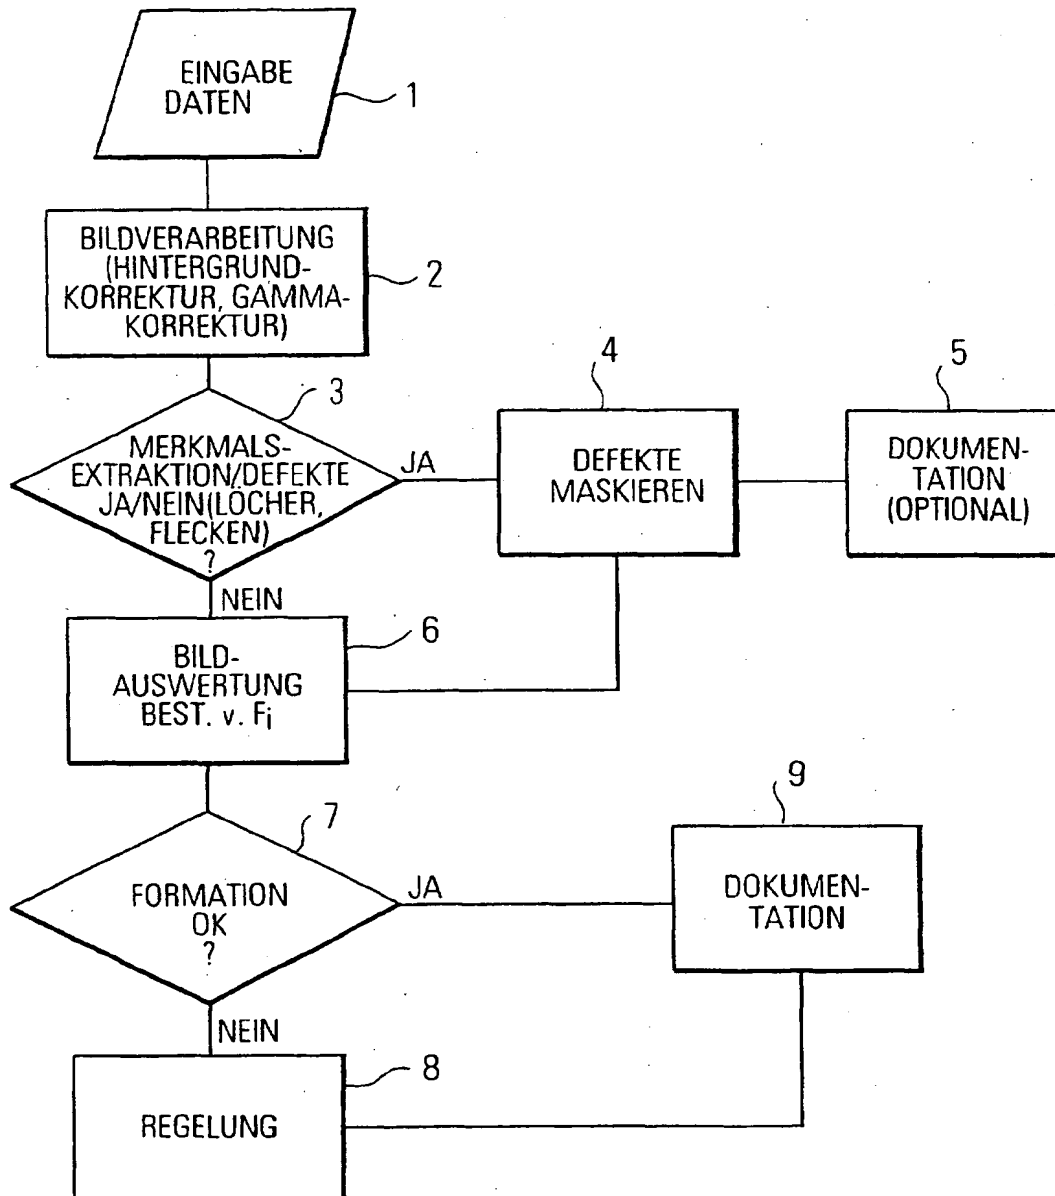 EINGABE
DATEN
1
BILDVERARBEITUNG
(HINTERGRUND-
KORREKTUR, GAMMA-
KORREKTUR)
2
3
MERKMALS-
EXTRAKTION/DEFEKTE
JA/NEIN(LÖCHER,
FLECKEN)
?
JA
4
DEFEKTE
MASKIEREN
5
DOKUMEN-
TATION
(OPTIONAL)
NEIN
6
BILD-
AUSWERTUNG
BEST. v. Fi
7
FORMATION
OK
?
JA
9
DOKUMEN-
TATION
NEIN
8
REGELUNG